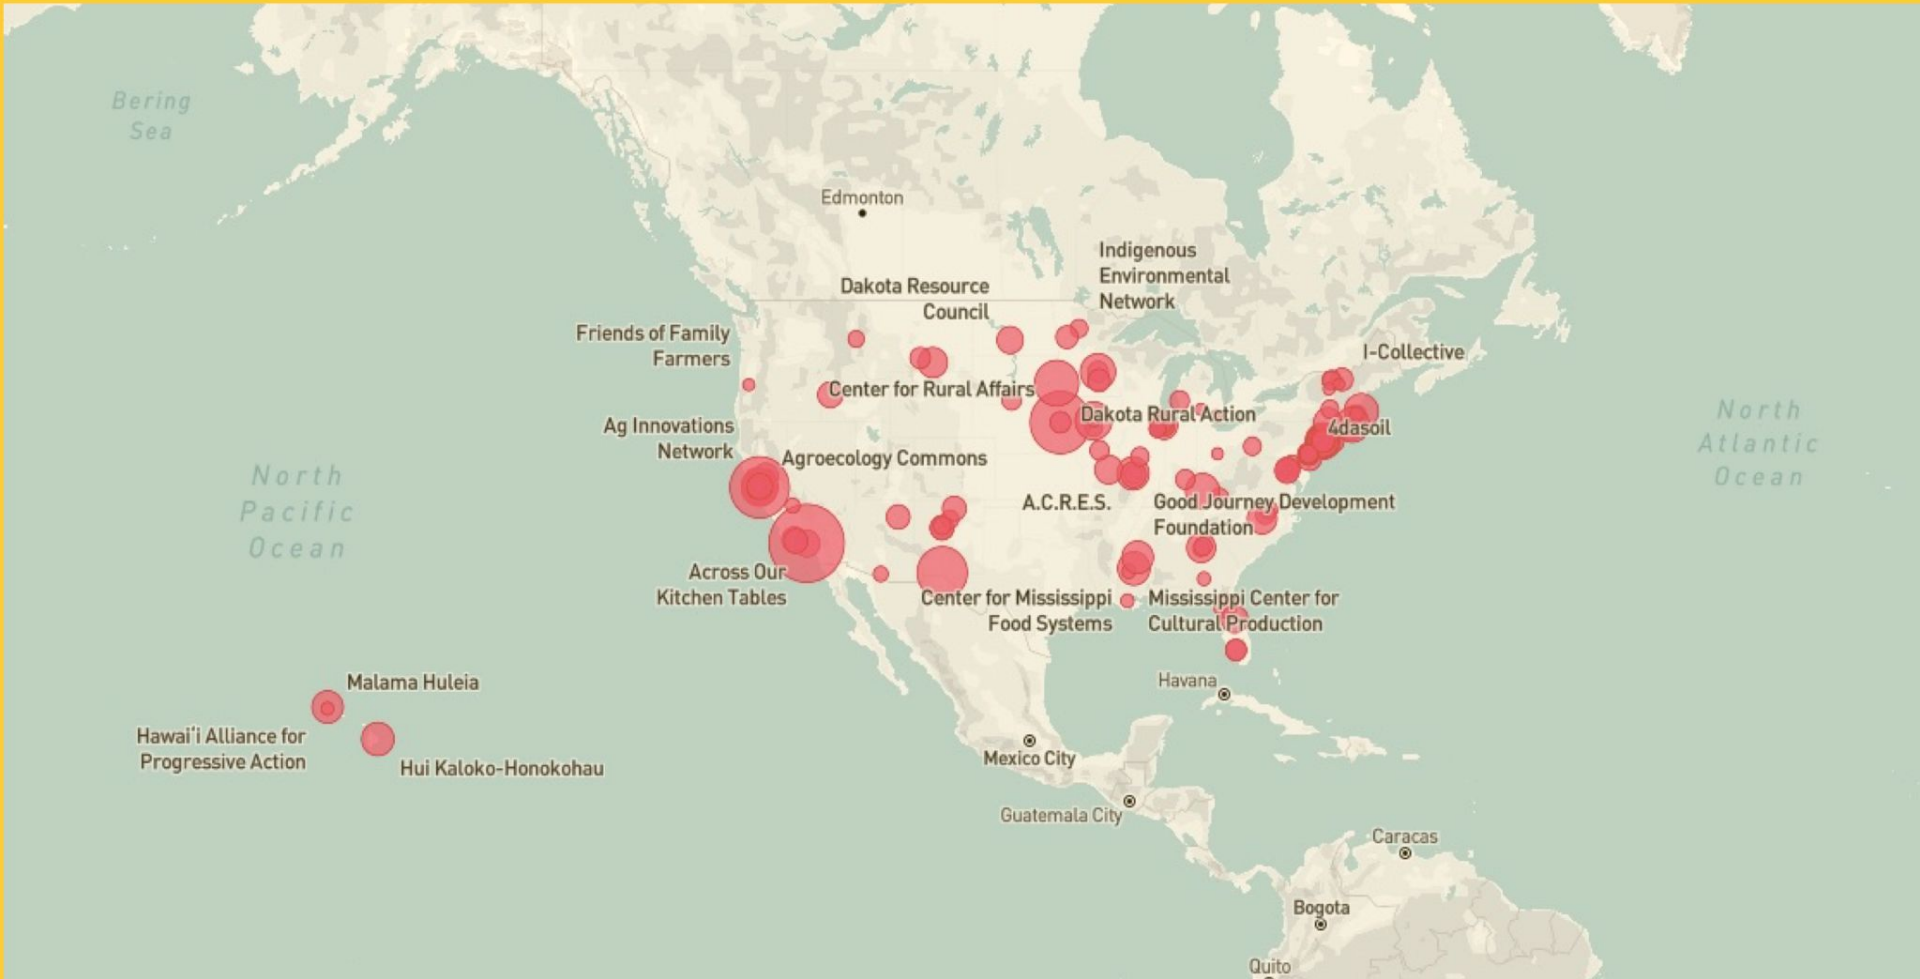 Bering
Sea
Edmonton
Indigenous
Environmental
Network
Dakota Resource
Council
Friends of Family
Farmers
I-Collective
Center for Rural Affairs
Dakota Rural Action
4dasoil
North
Atlantic
Ocean
Ag Innovations
Network
Agroecology Commons
North
Pacific
Ocean
A.C.R.E.S.
Good Journey Development
Foundation
Across Our
Kitchen Tables
Center for Mississippi
Food Systems
Mississippi Center for
Cultural Production
Havana
Malama Huleia
Hawai'i Alliance for
Progressive Action
Hui Kaloko-Honokohau
Mexico City
Guatemala City
Caracas
Bogota
Quito